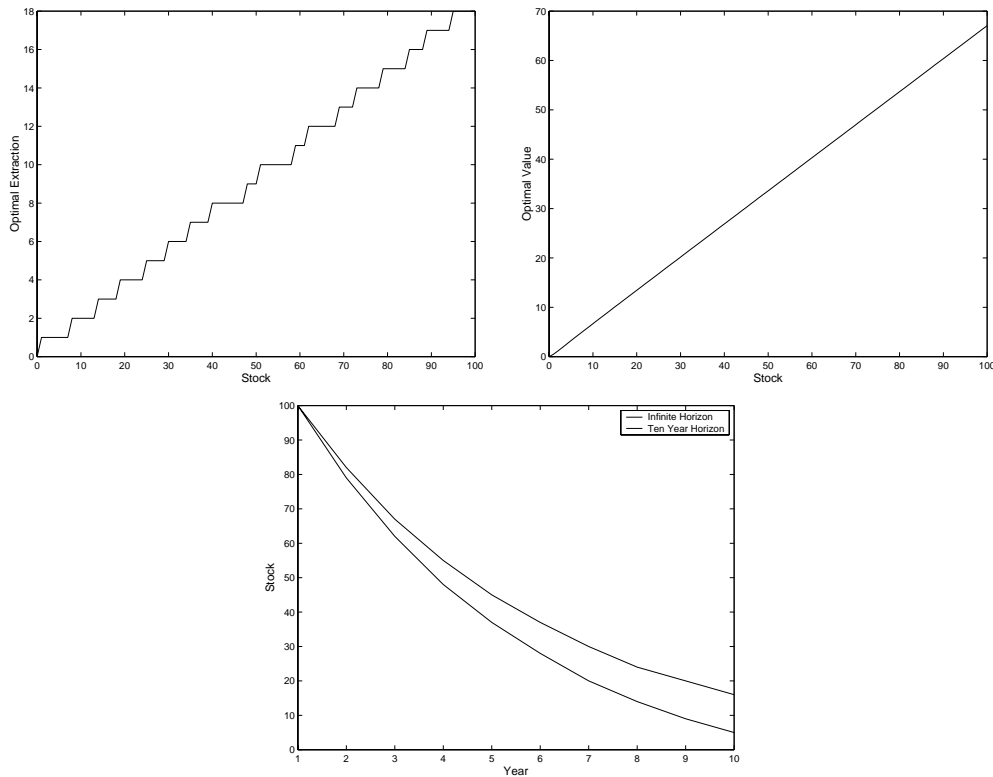 18
16
14
12
10
8
6
4
2
0
Optimal Extraction
0 10 20 30 40 50 60 70 80 90 100
Stock
70
60
50
40
30
20
10
0
Optimal Value
0 10 20 30 40 50 60 70 80 90 100
Stock
100
90
80
70
60
50
40
30
20
10
0
Stock
Infinite Horizon
Ten Year Horizon
1 2 3 4 5 6 7 8 9 10
Year